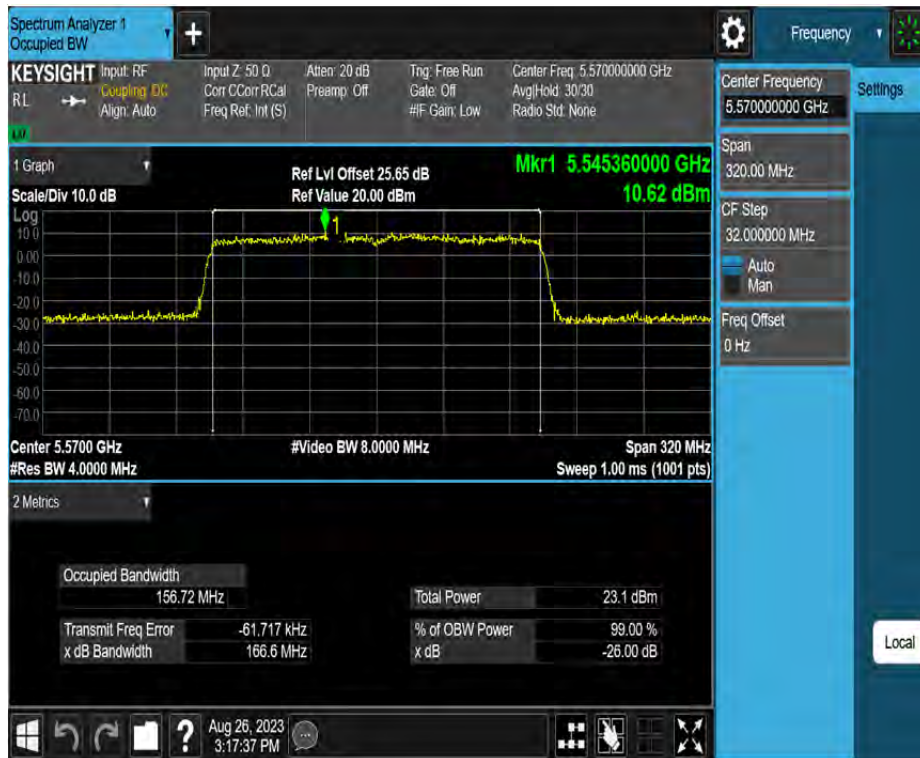 Spectrum Analyzer 1
Occupied BW
+
Frequency
KEYSIGHT
RL
Input: RF
Coupling: DC
Align: Auto
Input Z: 50 Ω
Corr CCorr RCal
Freq Ref: Int (S)
Atten: 20 dB
Preamp: Off
Trig: Free Run
Gate: Off
#IF Gain: Low
Center Freq: 5.570000000 GHz
Avg|Hold: 30/30
Radio Std: None
Center Frequency
5.570000000 GHz
Settings
Span
320.00 MHz
CF Step
32.000000 MHz
Auto
Man
Freq Offset
0 Hz
1 Graph
Scale/Div 10.0 dB
Ref Lvl Offset 25.65 dB
Ref Value 20.00 dBm
Mkr1 5.545360000 GHz
10.62 dBm
Log
10.0
0.00
-10.0
-20.0
-30.0
-40.0
-50.0
-60.0
-70.0
1
Center 5.5700 GHz
#Video BW 8.0000 MHz
Span 320 MHz
#Res BW 4.0000 MHz
Sweep 1.00 ms (1001 pts)
2 Metrics
Occupied Bandwidth
156.72 MHz
Total Power 23.1 dBm
Transmit Freq Error -61.717 kHz
% of OBW Power 99.00 %
x dB Bandwidth 166.6 MHz
x dB -26.00 dB
Local
?
Aug 26, 2023
3:17:37 PM